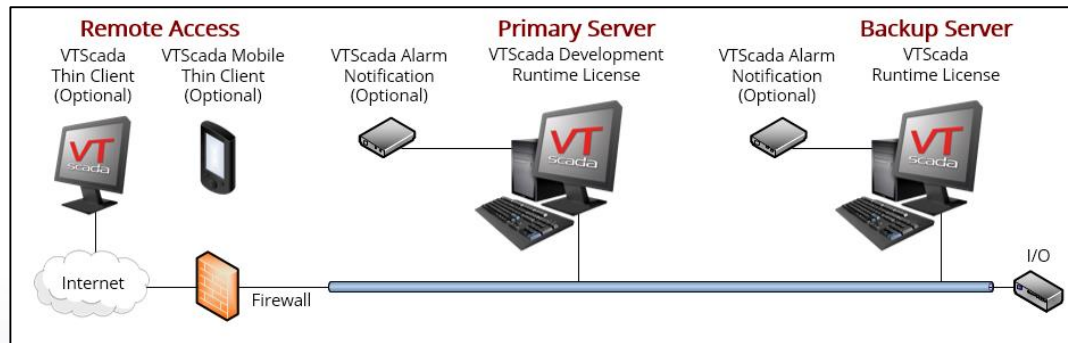 Remote Access
VTScada
Thin Client
(Optional)
VTScada Mobile
Thin Client
(Optional)
VTScada Alarm
Notification
(Optional)
Primary Server
VTScada Development
Runtime License
VTScada Alarm
Notification
(Optional)
Backup Server
VTScada
Runtime License
VT
scada
VT
scada
VT
scada
I/O
Internet
Firewall